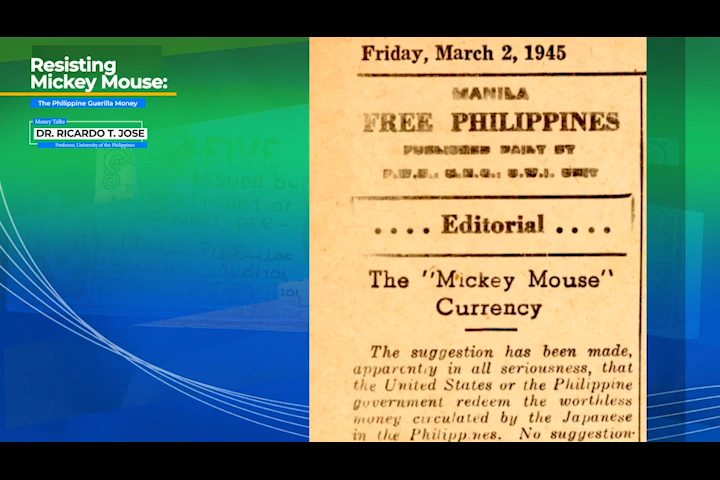 Resisting
Mickey Mouse:
The Philippine Guerilla Money
Money Talks
DR. RICARDO T. JOSE
Professor, University of the Philippines
Friday, March 2, 1945
MANILA
FREE PHILIPPINES
PUBLISHED DAILY BY
P.W.B., G.H.Q., O.W.I. UNIT
. . . . Editorial . . . .
The "Mickey Mouse"
Currency
The suggestion has been made,
apparently in all seriousness, that
the United States or the Philippine
government redeem the worthless
money circulated by the Japanese
in the Philippines. No suggestion
issued by